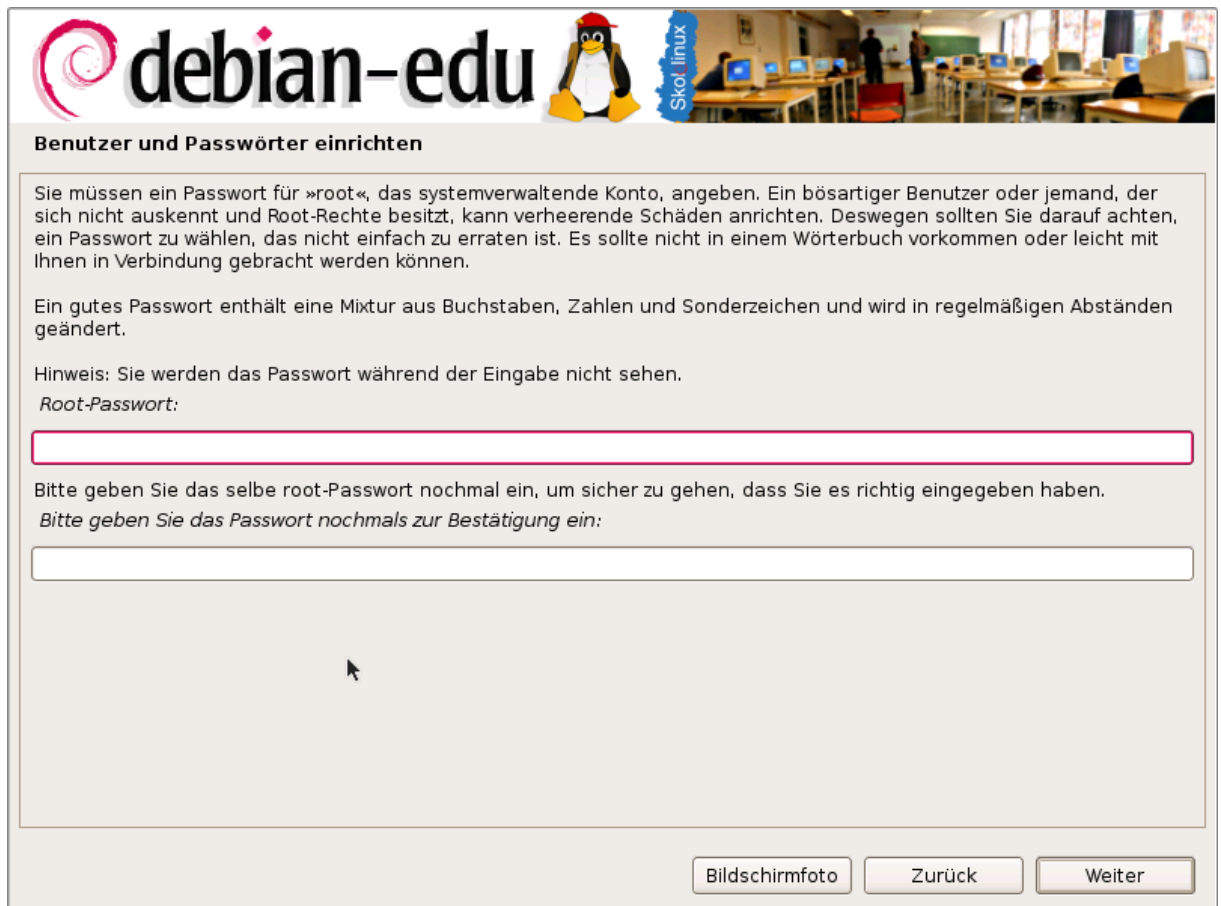 debian-edu
Skolelinux
Benutzer und Passwörter einrichten
Sie müssen ein Passwort für »root«, das systemverwaltende Konto, angeben. Ein bösartiger Benutzer oder jemand, der
sich nicht auskennt und Root-Rechte besitzt, kann verheerende Schäden anrichten. Deswegen sollten Sie darauf achten,
ein Passwort zu wählen, das nicht einfach zu erraten ist. Es sollte nicht in einem Wörterbuch vorkommen oder leicht mit
Ihnen in Verbindung gebracht werden können.
Ein gutes Passwort enthält eine Mixtur aus Buchstaben, Zahlen und Sonderzeichen und wird in regelmäßigen Abständen
geändert.
Hinweis: Sie werden das Passwort während der Eingabe nicht sehen.
Root-Passwort:
Bitte geben Sie das selbe root-Passwort nochmal ein, um sicher zu gehen, dass Sie es richtig eingegeben haben.
Bitte geben Sie das Passwort nochmals zur Bestätigung ein:
Bildschirmfoto
Zurück
Weiter